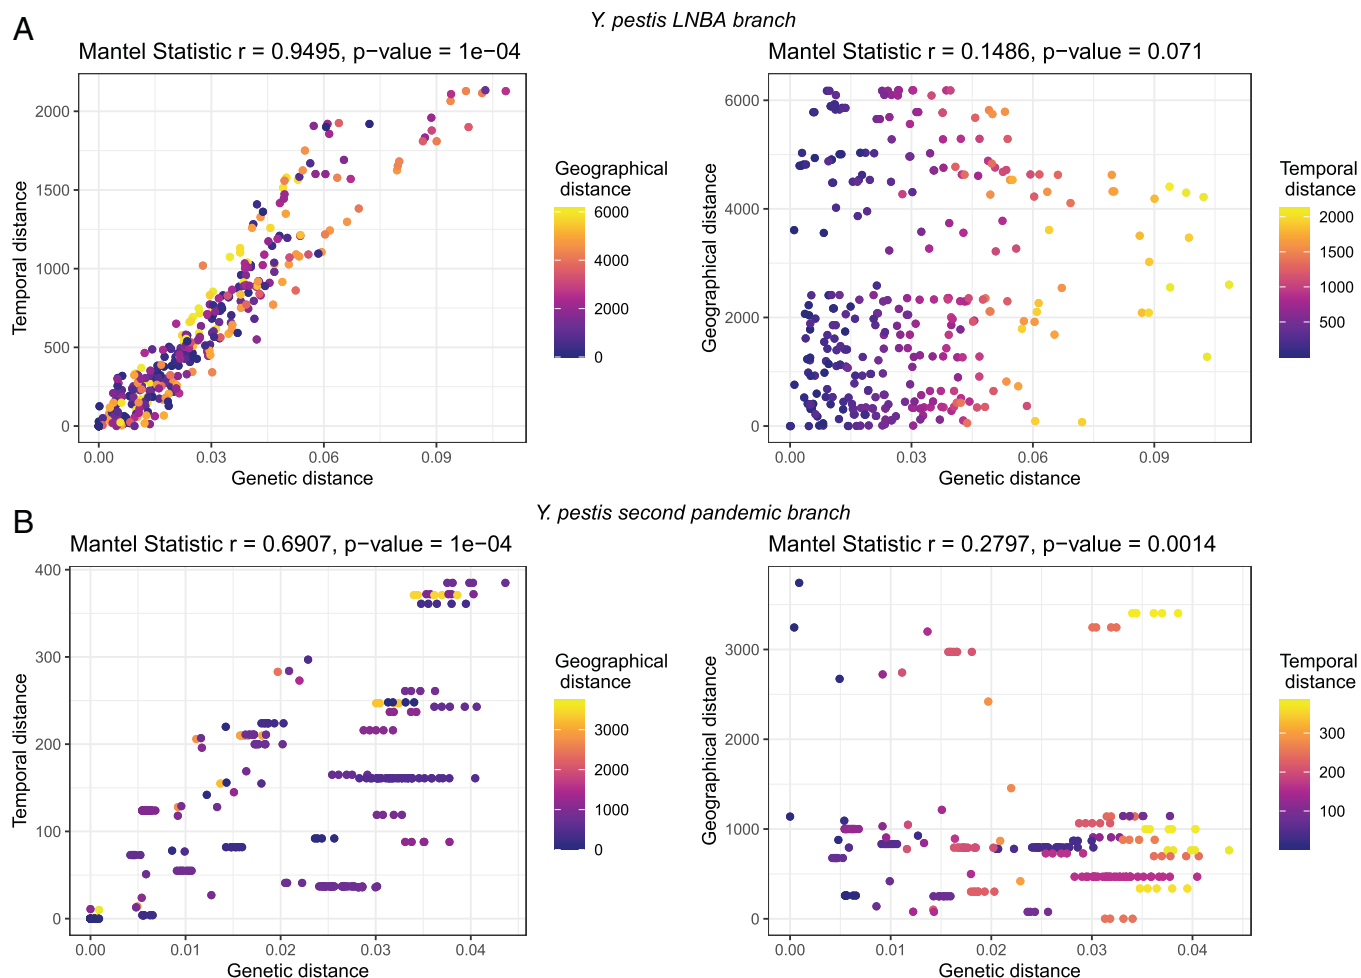 A
Y. pestis LNBA branch
Mantel Statistic r = 0.9495, p−value = 1e−04
Temporal distance
2000
1500
1000
500
0
0.00
0.03
0.06
0.09
Genetic distance
Geographical
distance
6000
4000
2000
0
Mantel Statistic r = 0.1486, p−value = 0.071
Geographical distance
6000
4000
2000
0
0.00
0.03
0.06
0.09
Genetic distance
Temporal
distance
2000
1500
1000
500
B
Y. pestis second pandemic branch
Mantel Statistic r = 0.6907, p−value = 1e−04
Temporal distance
400
300
200
100
0
0.00
0.01
0.02
0.03
0.04
Genetic distance
Geographical
distance
3000
2000
1000
0
Mantel Statistic r = 0.2797, p−value = 0.0014
Geographical distance
3000
2000
1000
0
0.00
0.01
0.02
0.03
0.04
Genetic distance
Temporal
distance
300
200
100